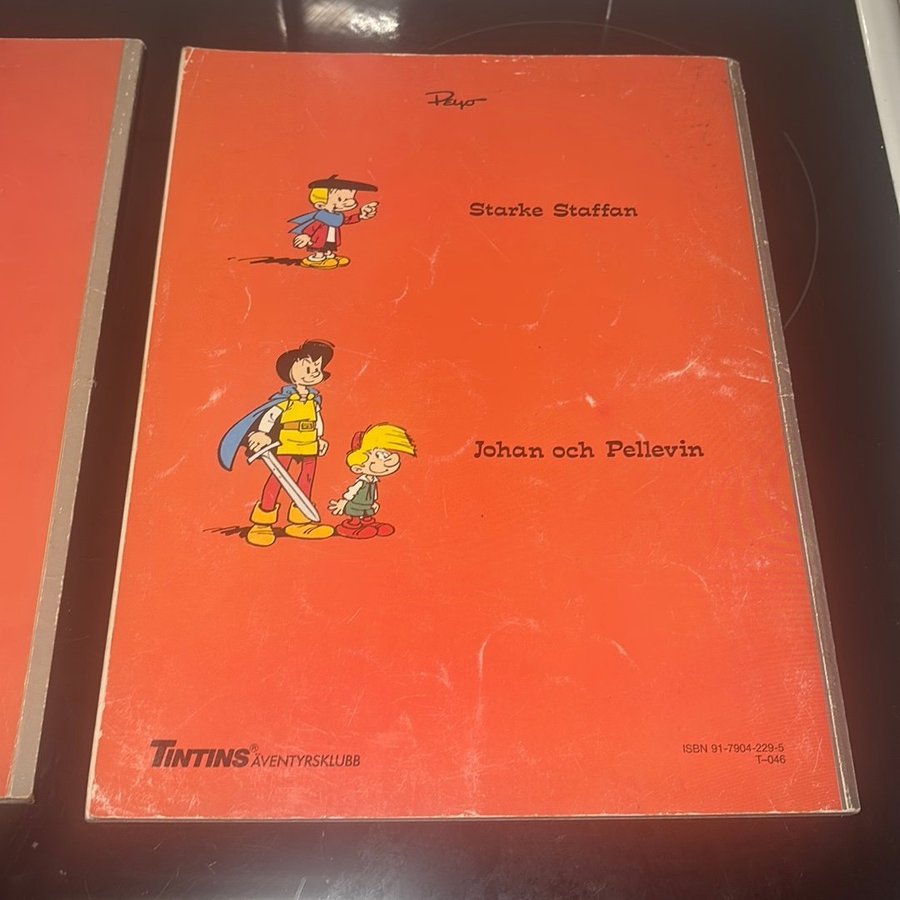 Peyo
Starke Staffan
Johan och Pellevin
TINTINS® ÄVENTYRSKLUBB
ISBN 91-7904-229-5
T-046